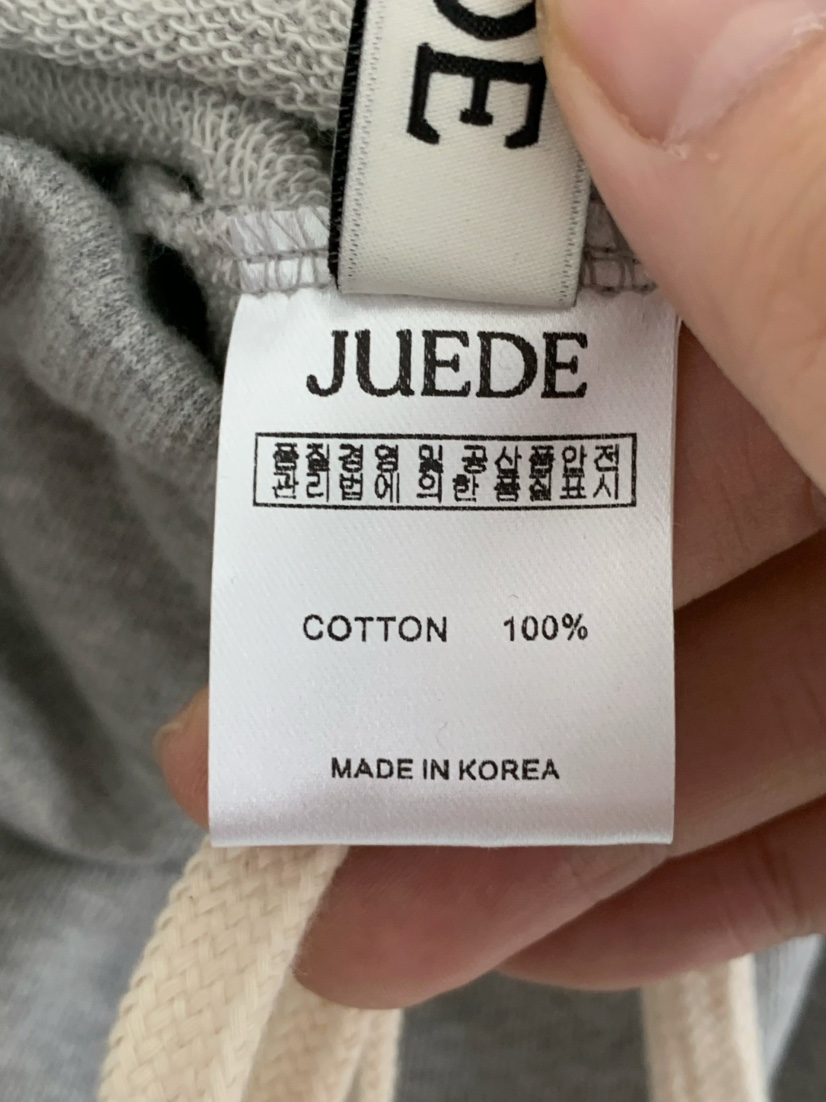 DE
JUEDE
품질경영 및 공산품안전
관리법에 의한 품질표시
COTTON 100%
MADE IN KOREA